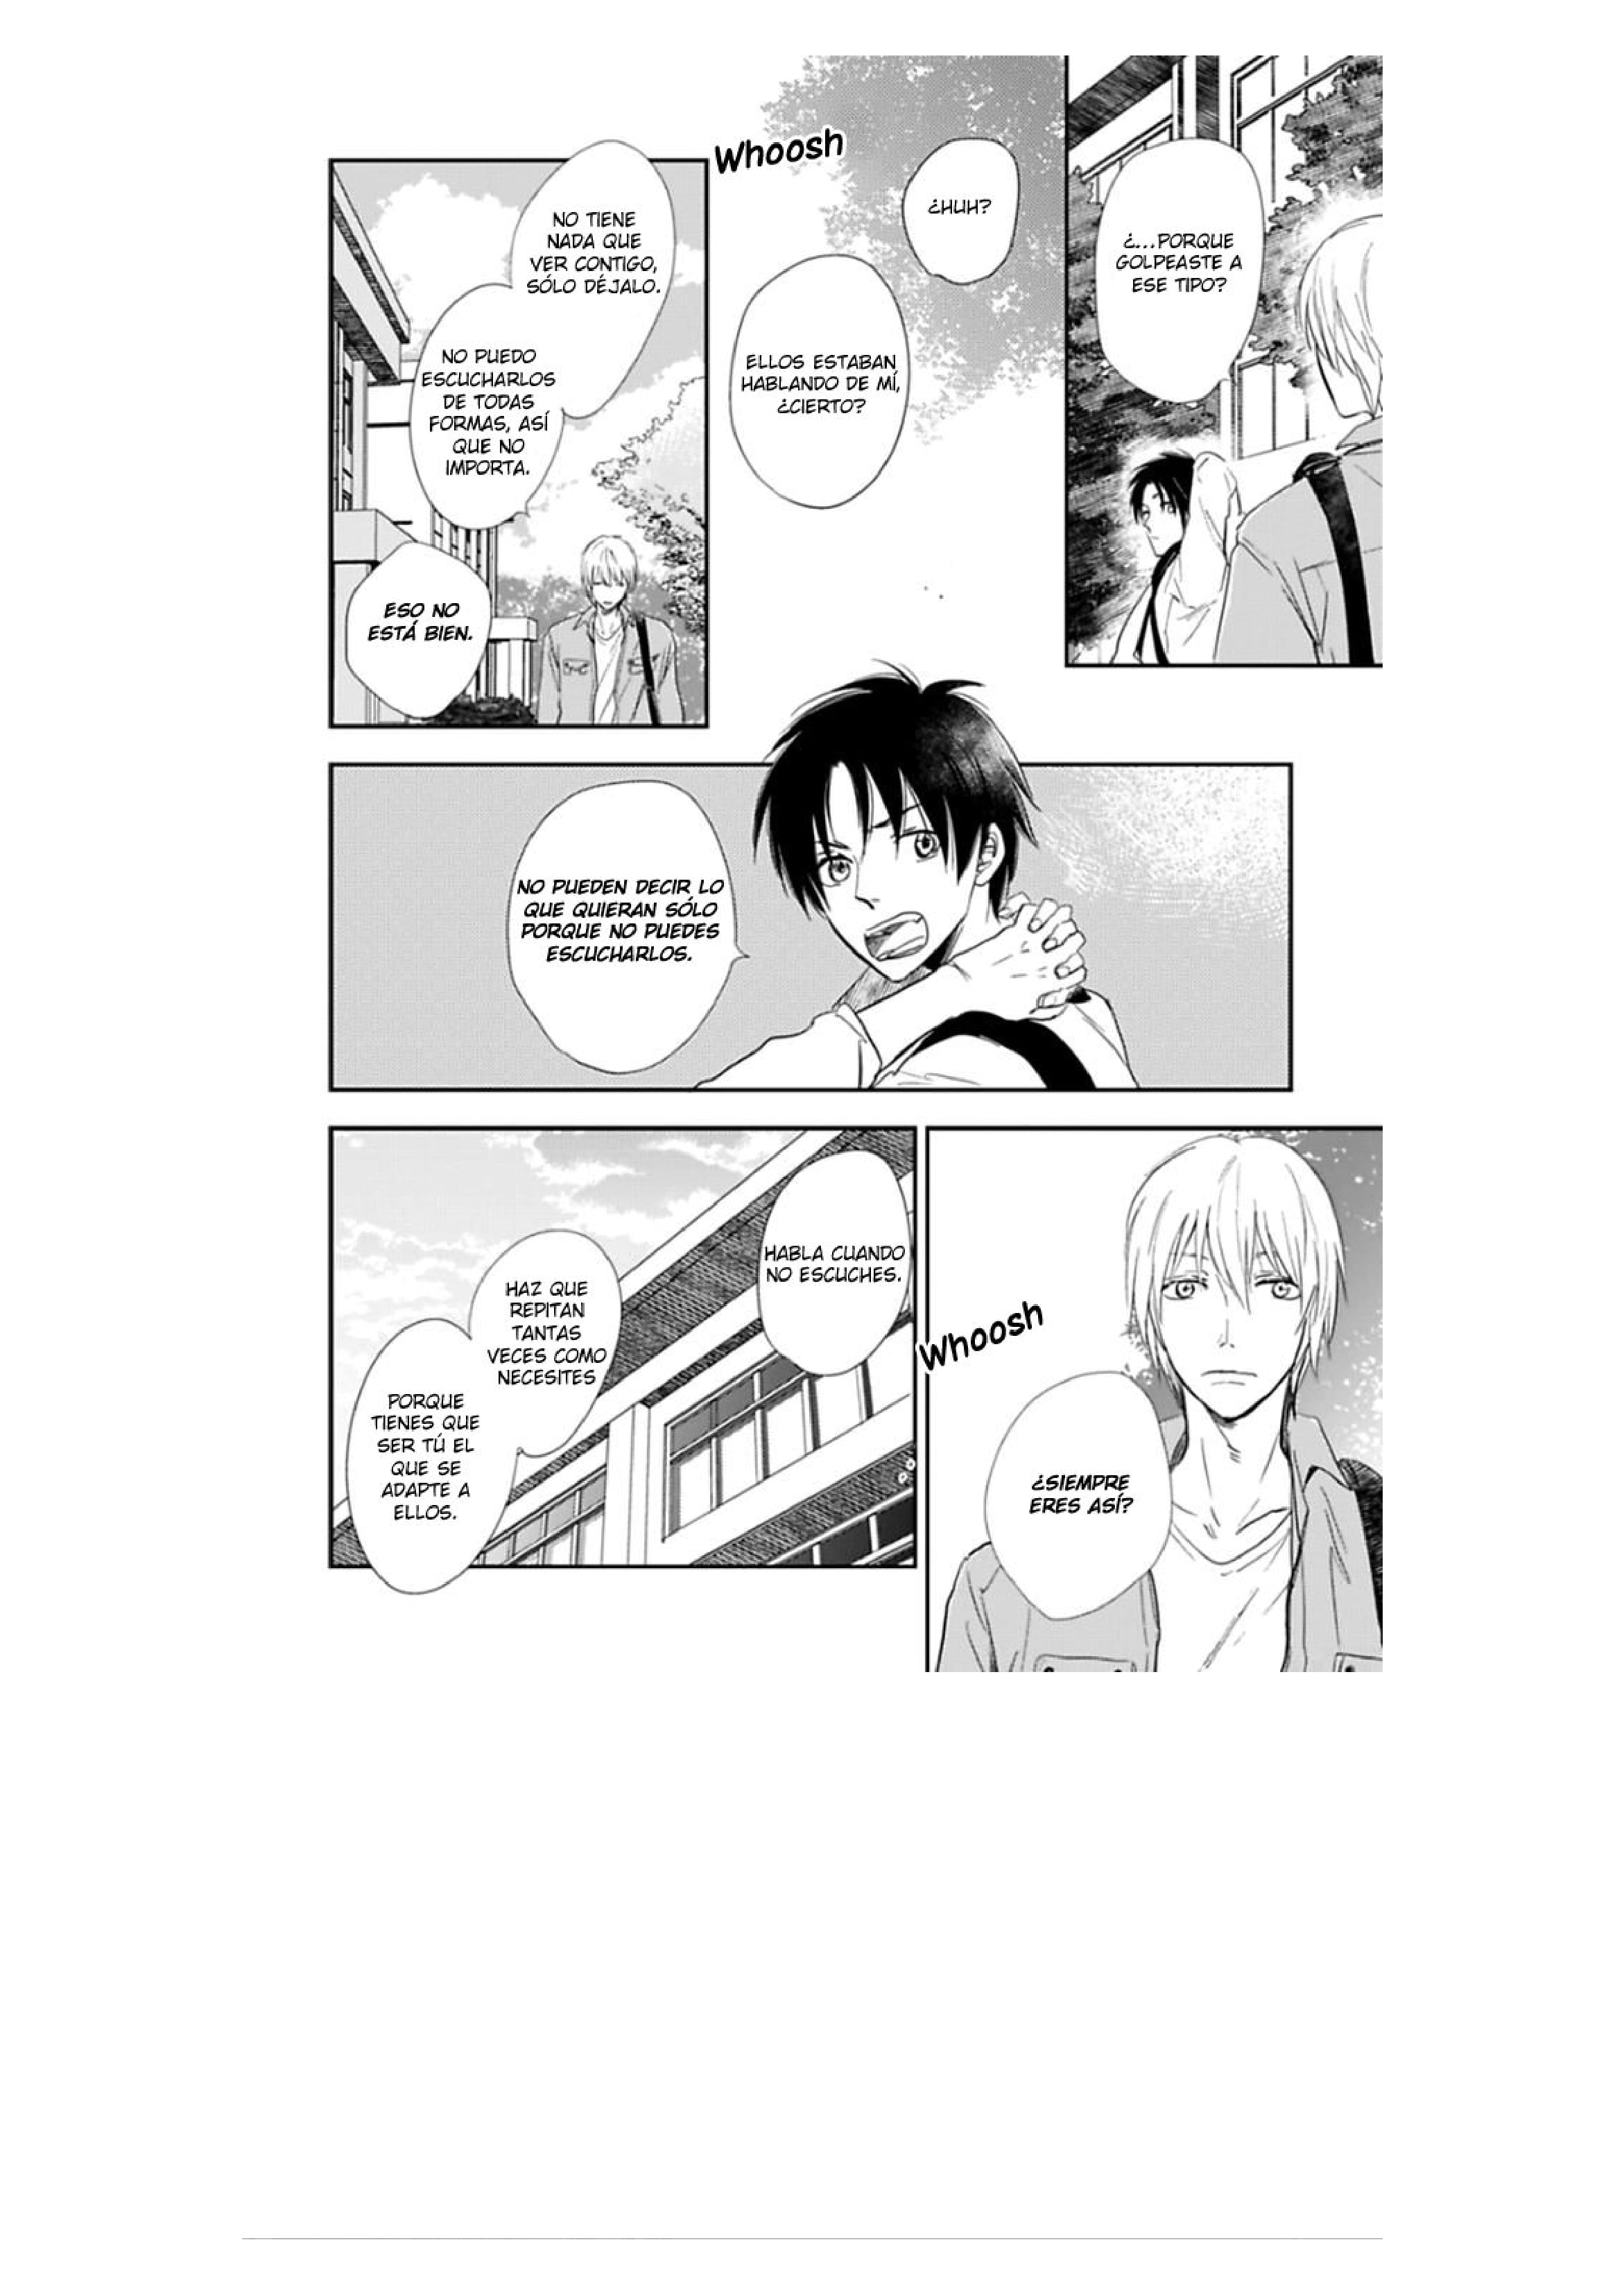 ¿...PORQUE
GOLPEASTE A
ESE TIPO?
¿HUH?
ELLOS ESTABAN
HABLANDO DE MÍ,
¿CIERTO?
Whoosh
NO TIENE
NADA QUE
VER CONTIGO,
SÓLO DÉJALO.
NO PUEDO
ESCUCHARLOS
DE TODAS
FORMAS, ASÍ
QUE NO
IMPORTA.
ESO NO
ESTÁ BIEN.
NO PUEDEN DECIR LO
QUE QUIERAN SÓLO
PORQUE NO PUEDES
ESCUCHARLOS.
Whoosh
¿SIEMPRE
ERES ASÍ?
HABLA CUANDO
NO ESCUCHES.
HAZ QUE
REPITAN
TANTAS
VECES COMO
NECESITES
PORQUE
TIENES QUE
SER TÚ EL
QUE SE
ADAPTE A
ELLOS.